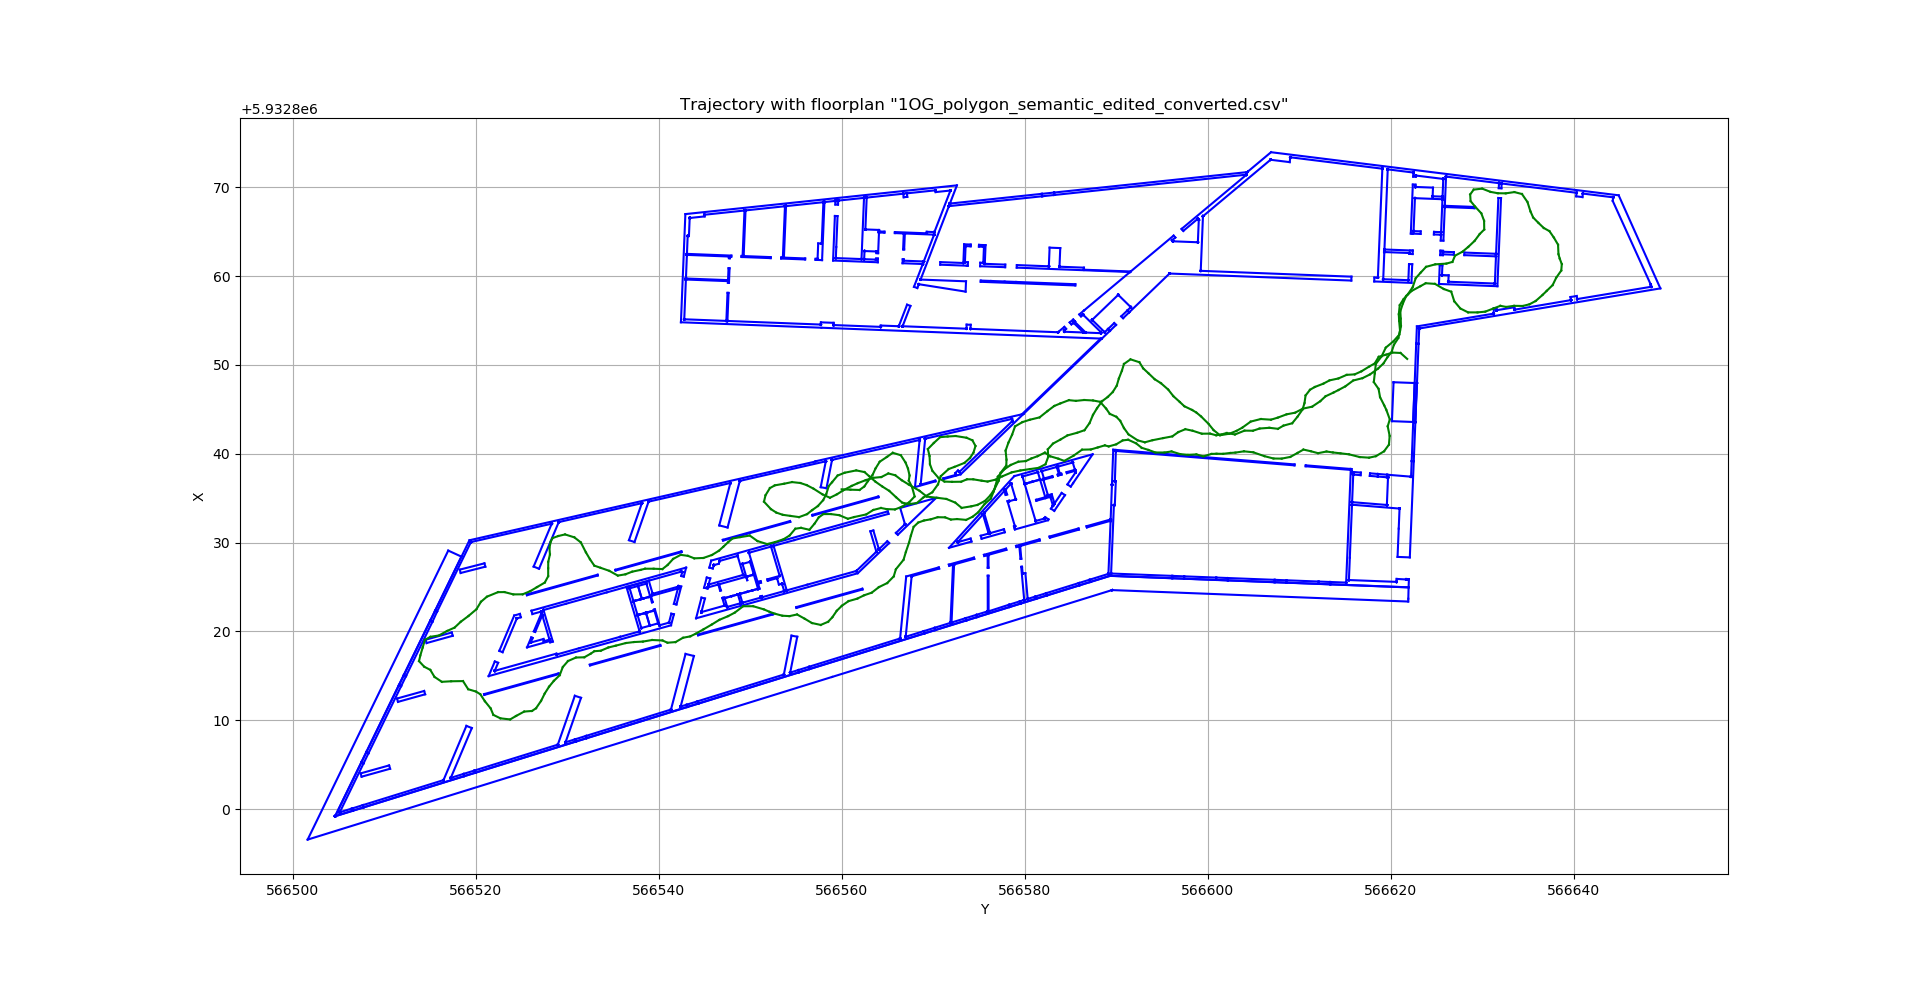 Trajectory with floorplan "1OG_polygon_semantic_edited_converted.csv"
+5.9328e6
70
60
50
40
30
20
10
0
X
566500 566520 566540 566560 566580 566600 566620 566640
Y